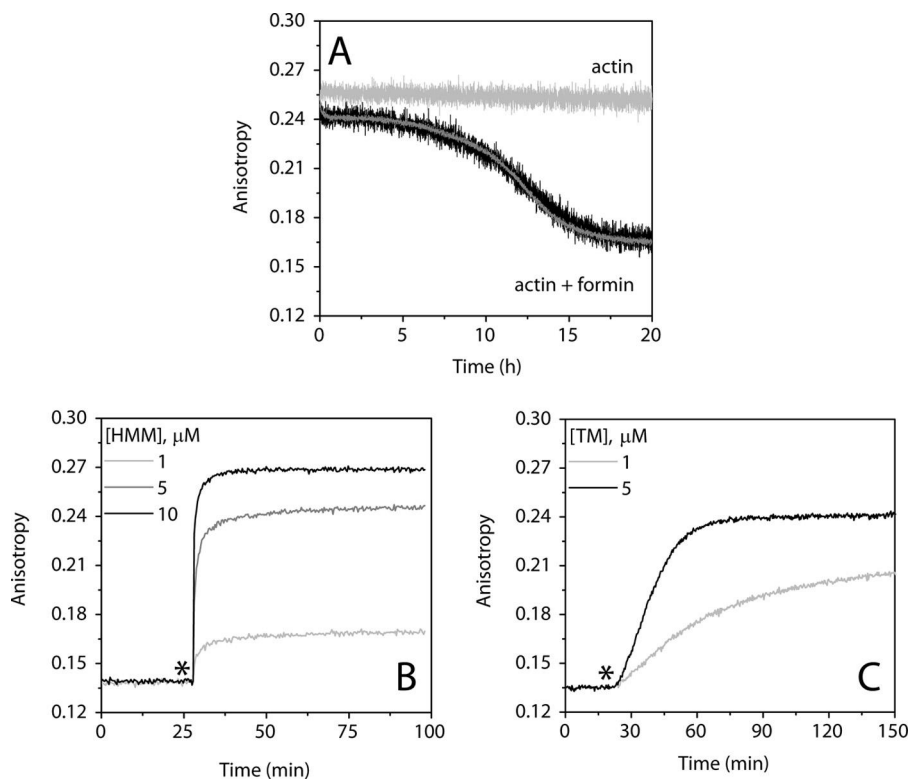 A
0.30
0.27
0.24
0.21
0.18
0.15
0.12
Anisotropy
actin
actin + formin
0 5 10 15 20
Time (h)
[HMM], μM
1
5
10
0.30
0.27
0.24
0.21
0.18
0.15
0.12
Anisotropy
*
B
0 25 50 75 100
Time (min)
[TM], μM
1
5
0.30
0.27
0.24
0.21
0.18
0.15
0.12
Anisotropy
*
C
0 30 60 90 120 150
Time (min)